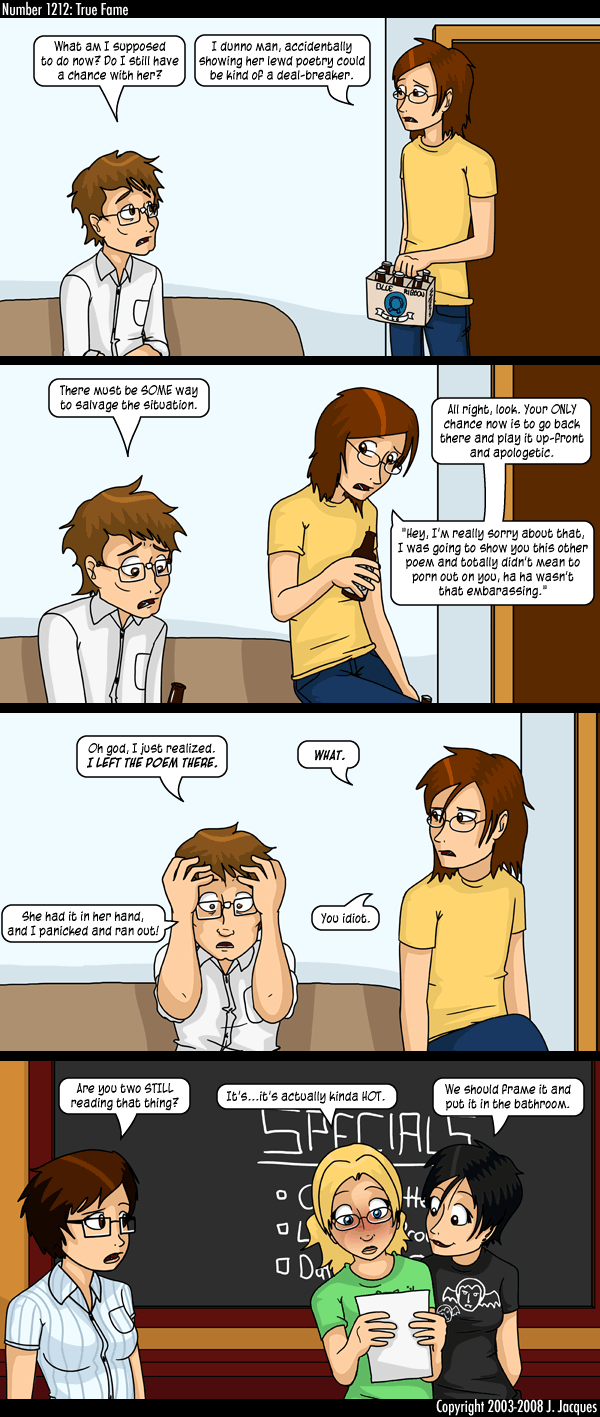 Number 1212: True Fame
What am I supposed
to do now? Do I still have
a chance with her?
I dunno man, accidentally
showing her lewd poetry could
be kind of a deal-breaker.
BLUE RIBBON
There must be SOME way
to salvage the situation.
All right, look. Your ONLY
chance now is to go back
there and play it up-front
and apologetic.
"Hey, I'm really sorry about that,
I was going to show you this other
poem and totally didn't mean to
porn out on you, ha ha wasn't
that embarassing."
Oh god, I just realized.
I LEFT THE POEM THERE.
WHAT.
She had it in her hand,
and I panicked and ran out!
You idiot.
Are you two STILL
reading that thing?
It's...it's actually kinda HOT.
We should frame it and
put it in the bathroom.
SPECIALS
Copyright 2003-2008 J. Jacques